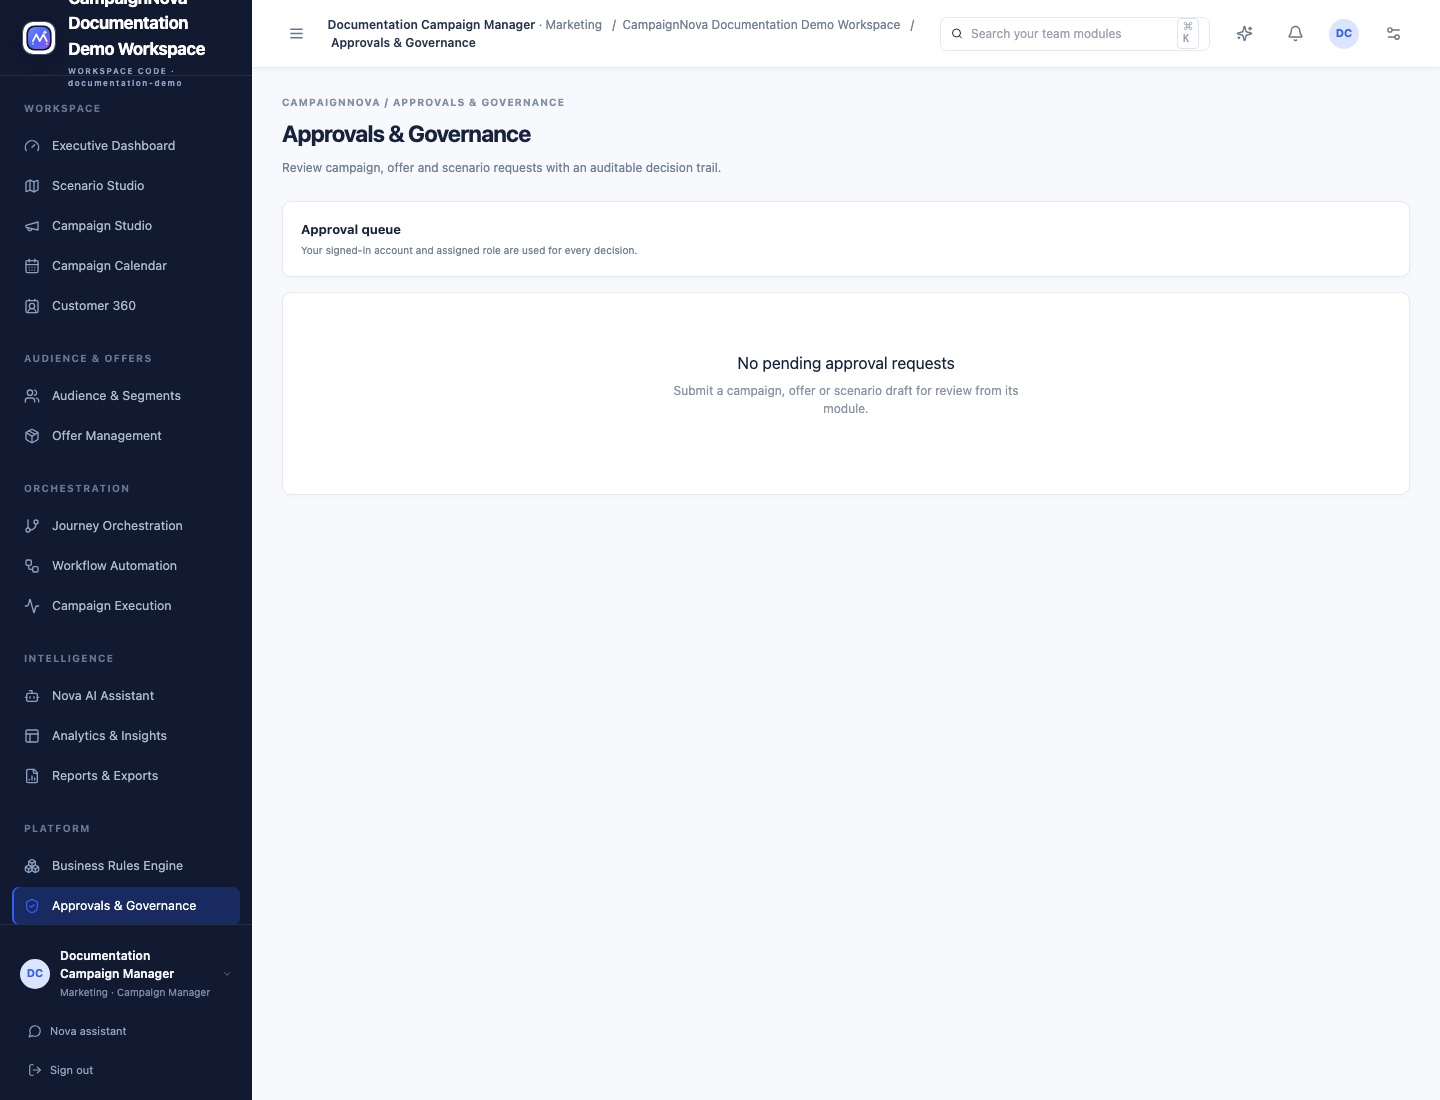 CampaignNova
Documentation
Demo Workspace
WORKSPACE CODE ·
documentation-demo
WORKSPACE
Executive Dashboard
Scenario Studio
Campaign Studio
Campaign Calendar
Customer 360
AUDIENCE & OFFERS
Audience & Segments
Offer Management
ORCHESTRATION
Journey Orchestration
Workflow Automation
Campaign Execution
INTELLIGENCE
Nova AI Assistant
Analytics & Insights
Reports & Exports
PLATFORM
Business Rules Engine
Approvals & Governance
DC
Documentation
Campaign Manager
Marketing · Campaign Manager
Nova assistant
Sign out
Documentation Campaign Manager · Marketing / CampaignNova Documentation Demo Workspace /
Approvals & Governance
Search your team modules
⌘
K
DC
CAMPAIGNNOVA / APPROVALS & GOVERNANCE
Approvals & Governance
Review campaign, offer and scenario requests with an auditable decision trail.
Approval queue
Your signed-in account and assigned role are used for every decision.
No pending approval requests
Submit a campaign, offer or scenario draft for review from its
module.